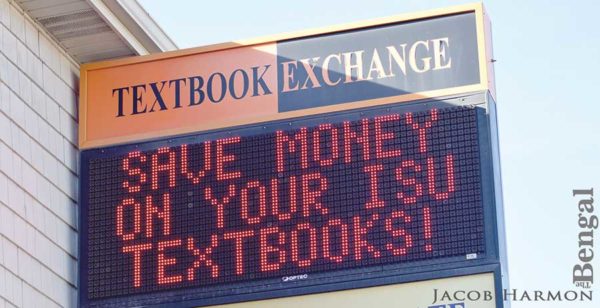 TEXTBOOK EXCHANGE
SAVE MONEY
ON YOUR ISU
TEXTBOOKS!
OPTEC
JACOB HARMON
The Bengal